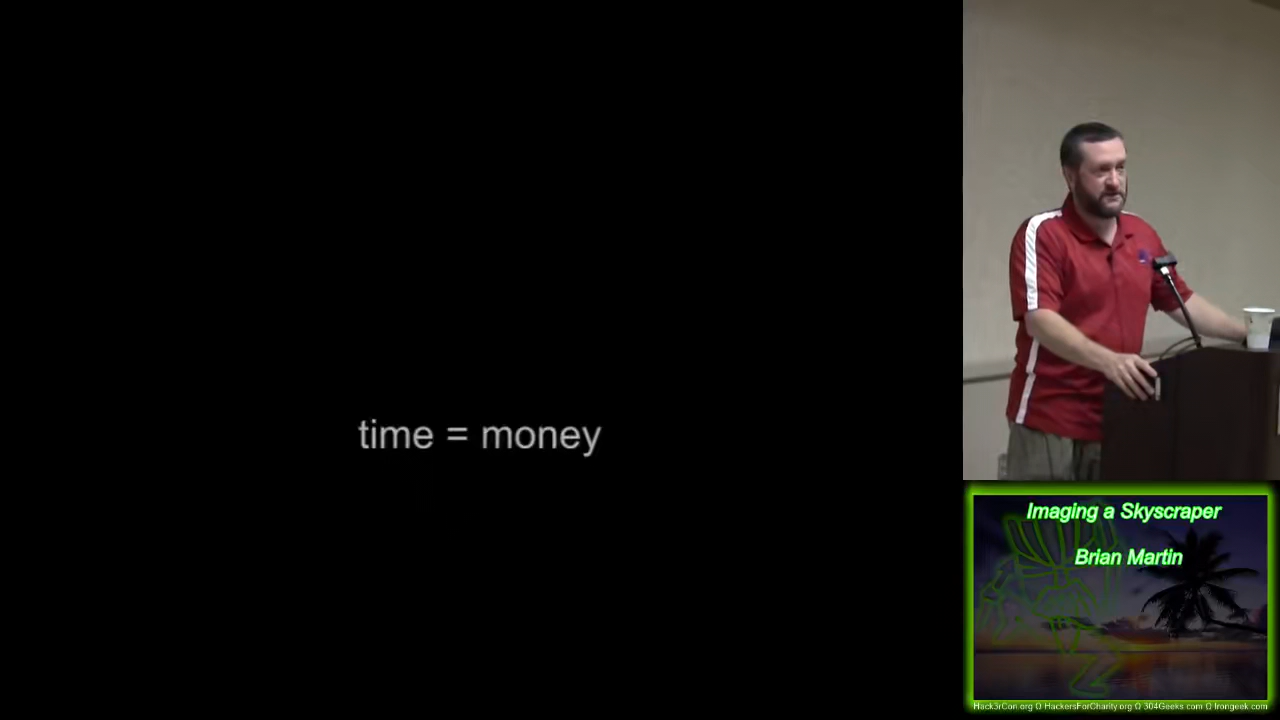 time = money
Imaging a Skyscraper
Brian Martin
Hack3rCon.org Ω HackersForCharity.org Ω 304Geeks.com Ω Irongeek.com